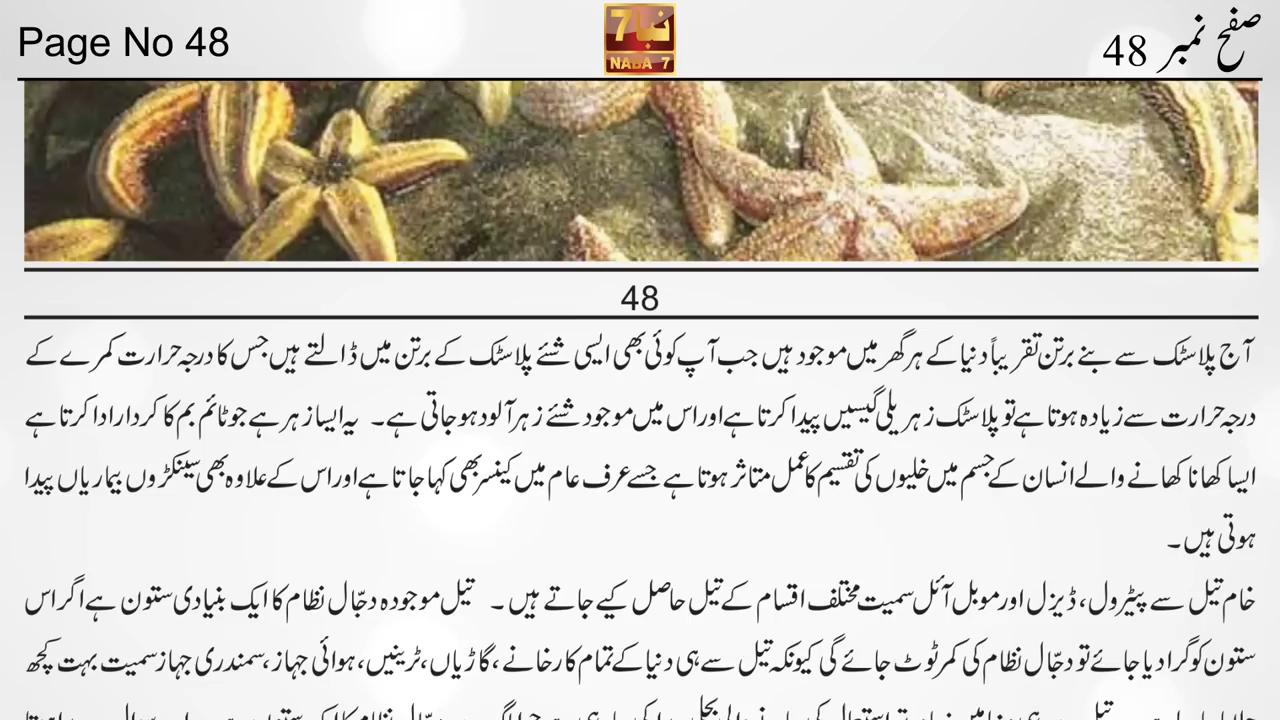 Page No 48
نبا 7
NABA 7
صفحہ نمبر 48
48
آج پلاسٹک سے بنے برتن تقریباً دنیا کے ہر گھر میں موجود ہیں جب آپ کوئی بھی ایسی شئے پلاسٹک کے برتن میں ڈالتے ہیں جس کا درجہ حرارت کمرے کے
درجہ حرارت سے زیادہ ہوتا ہے تو پلاسٹک زہریلی گیسیں پیدا کرتا ہے اور اس میں موجود شئے زہر آلود ہو جاتی ہے۔ یہ ایسا زہر ہے جو ٹائم بم کا کردار ادا کرتا ہے
ایسا کھانا کھانے والے انسان کے جسم میں خلیوں کی تقسیم کا عمل متاثر ہوتا ہے جسے عرف عام میں کینسر بھی کہا جاتا ہے اور اس کے علاوہ بھی سینکڑوں بیماریاں پیدا
ہوتی ہیں۔
خام تیل سے پیٹرول، ڈیزل اور موبل آئل سمیت مختلف اقسام کے تیل حاصل کیے جاتے ہیں۔ تیل موجودہ دجّال نظام کا ایک بنیادی ستون ہے اگر اس
ستون کو گرا دیا جائے تو دجّال نظام کی کمر ٹوٹ جائے گی کیونکہ تیل سے ہی دنیا کے تمام کارخانے، گاڑیاں، ٹرینیں، ہوائی جہاز، سمندری جہاز سمیت بہت کچھ